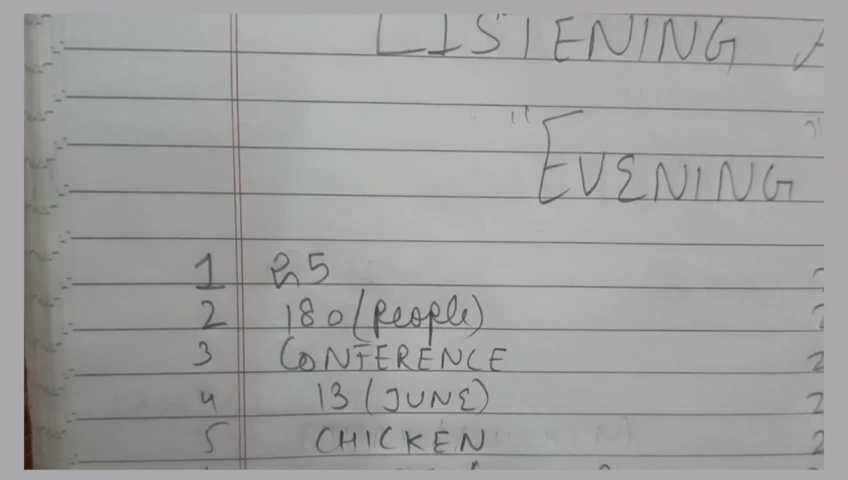 LISTENING
"EVENING"
1 25
2 180 (People)
3 CONFERENCE
4 13 (JUNE)
5 CHICKEN